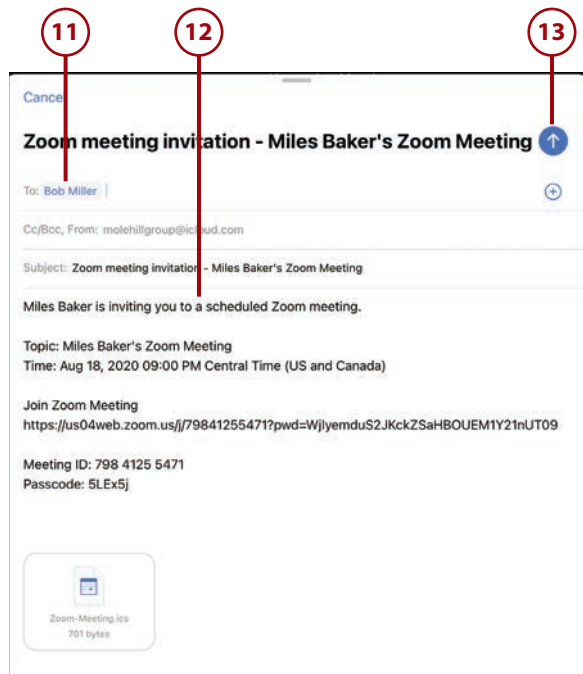 11 12 13
Cance
Zoom meeting invitation - Miles Baker's Zoom Meeting
To: Bob Miller
Cc/Bcc, From: molehillgroup@icloud.com
Subject: Zoom meeting invitation - Miles Baker's Zoom Meeting
Miles Baker is inviting you to a scheduled Zoom meeting.
Topic: Miles Baker's Zoom Meeting
Time: Aug 18, 2020 09:00 PM Central Time (US and Canada)
Join Zoom Meeting
https://us04web.zoom.us/j/79841255471?pwd=WjlyemduS2JKckZSaHBOUEM1Y21nUT09
Meeting ID: 798 4125 5471
Passcode: 5LEx5j
Zoom-Meeting.ics
701 bytes